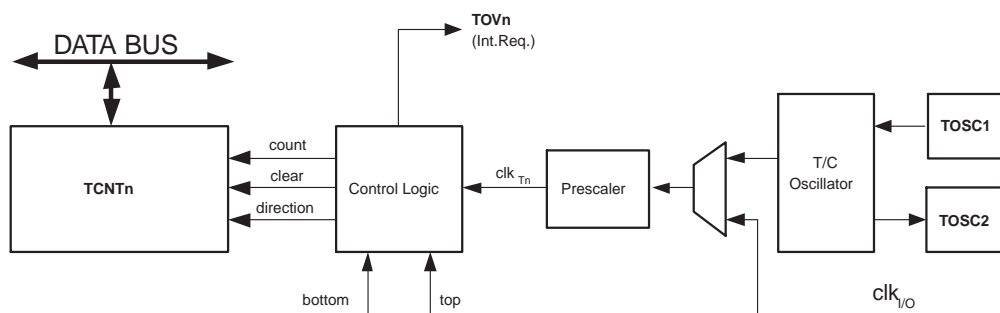 TOVn
(Int.Req.)
DATA BUS
TCNTn
count
clear
direction
Control Logic
clk Tn
Prescaler
T/C
Oscillator
TOSC1
TOSC2
bottom
top
clk I/O